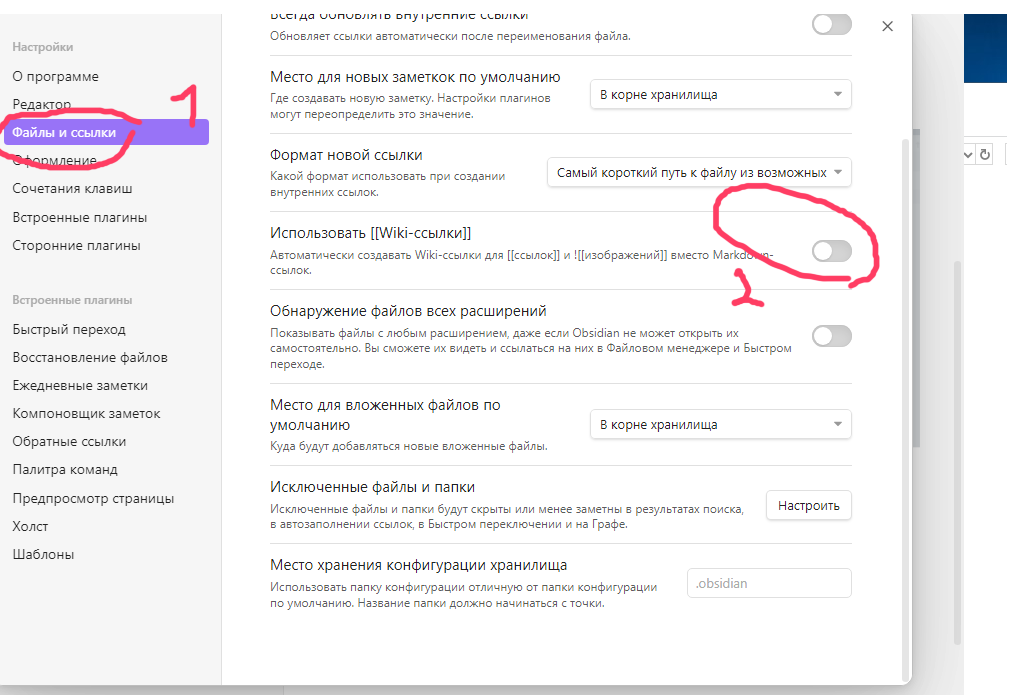 Настройки
О программе
Редактор
1
Файлы и ссылки
Оформление
Сочетания клавиш
Встроенные плагины
Сторонние плагины
Встроенные плагины
Быстрый переход
Восстановление файлов
Ежедневные заметки
Компоновщик заметок
Обратные ссылки
Палитра команд
Предпросмотр страницы
Холст
Шаблоны
Всегда обновлять внутренние ссылки
Обновляет ссылки автоматически после переименования файла.
Место для новых заметкок по умолчанию
Где создавать новую заметку. Настройки плагинов
могут переопределить это значение.
В корне хранилища
Формат новой ссылки
Какой формат использовать при создании
внутренних ссылок.
Самый короткий путь к файлу из возможных
Использовать [[Wiki-ссылки]]
Автоматически создавать Wiki-ссылки для [[ссылок]] и ![[изображений]] вместо Markdown-
ссылок.
2
Обнаружение файлов всех расширений
Показывать файлы с любым расширением, даже если Obsidian не может открыть их
самостоятельно. Вы сможете их видеть и ссылаться на них в Файловом менеджере и Быстром
переходе.
Место для вложенных файлов по
умолчанию
Куда будут добавляться новые вложенные файлы.
В корне хранилища
Исключенные файлы и папки
Исключенные файлы и папки будут скрыты или менее заметны в результатах поиска,
в автозаполнении ссылок, в Быстром переключении и на Графе.
Настроить
Место хранения конфигурации хранилища
Использовать папку конфигурации отличную от папки конфигурации
по умолчанию. Название папки должно начинаться с точки.
.obsidian